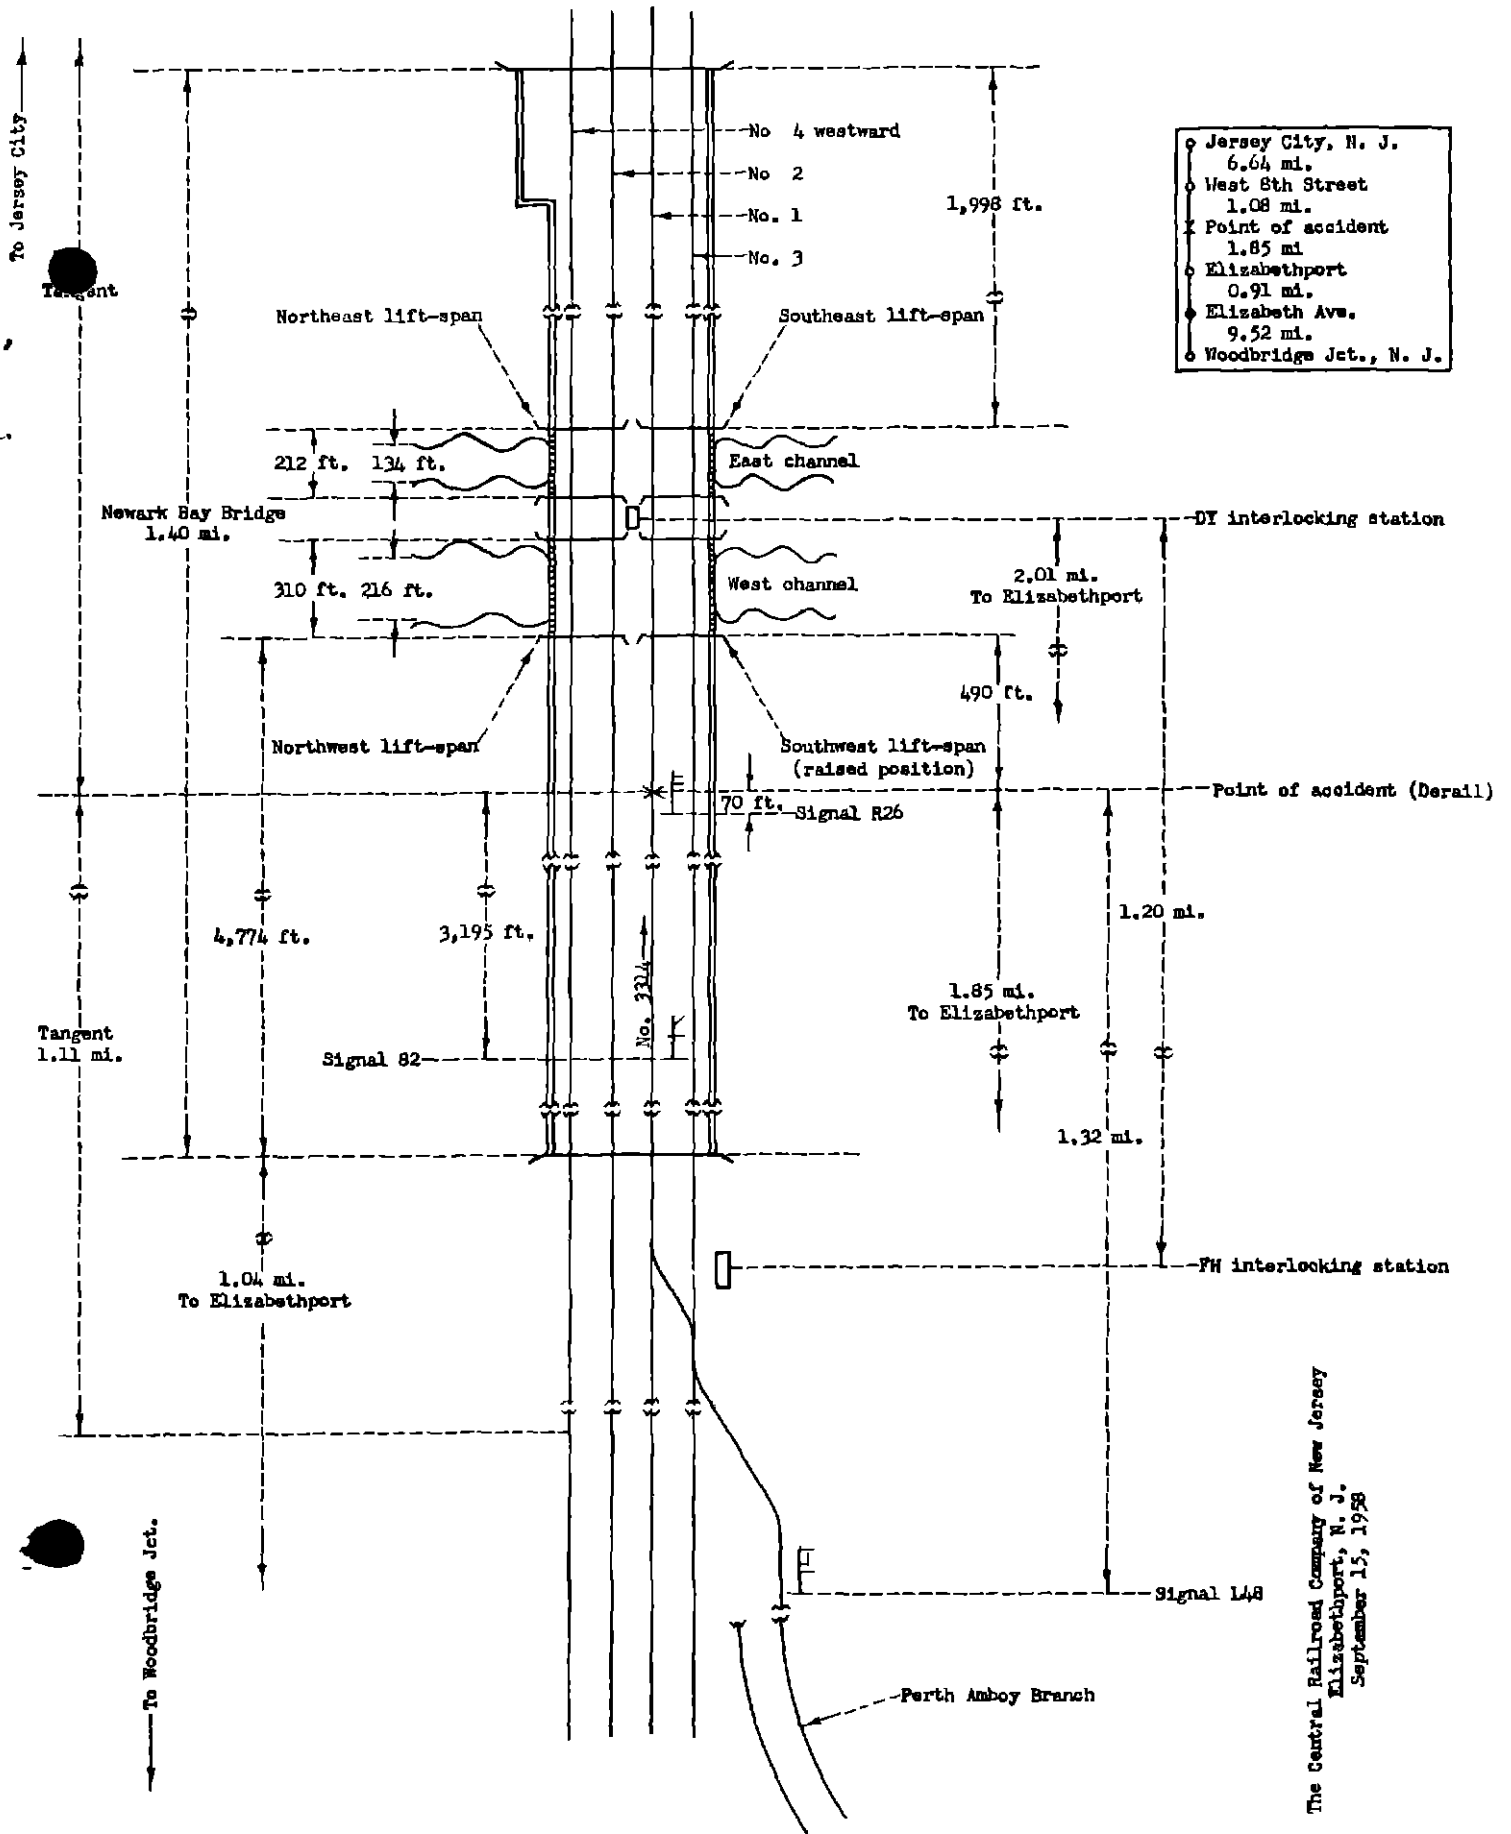 To Jersey City
Tangent
No 4 westward
No 2
No. 1
No. 3
1,998 ft.
Jersey City, N. J.
6.64 mi.
West 8th Street
1.08 mi.
Point of accident
1.85 mi
Elizabethport
0.91 mi.
Elizabeth Ave.
9.52 mi.
Woodbridge Jct., N. J.
Northeast lift-span
Southeast lift-span
212 ft.
134 ft.
East channel
Newark Bay Bridge
1.40 mi.
DY interlocking station
310 ft.
216 ft.
West channel
2.01 mi.
To Elizabethport
490 ft.
Northwest lift-span
Southwest lift-span
(raised position)
70 ft.
Signal R26
Point of accident (Derail)
4,774 ft.
3,195 ft.
No. 3314
1.20 mi.
1.85 mi.
To Elizabethport
Tangent
1.11 mi.
Signal 82
1.32 mi.
1.04 mi.
To Elizabethport
FH interlocking station
Signal L48
To Woodbridge Jct.
Perth Amboy Branch
The Central Railroad Company of New Jersey
Elizabethport, N. J.
September 15, 1958